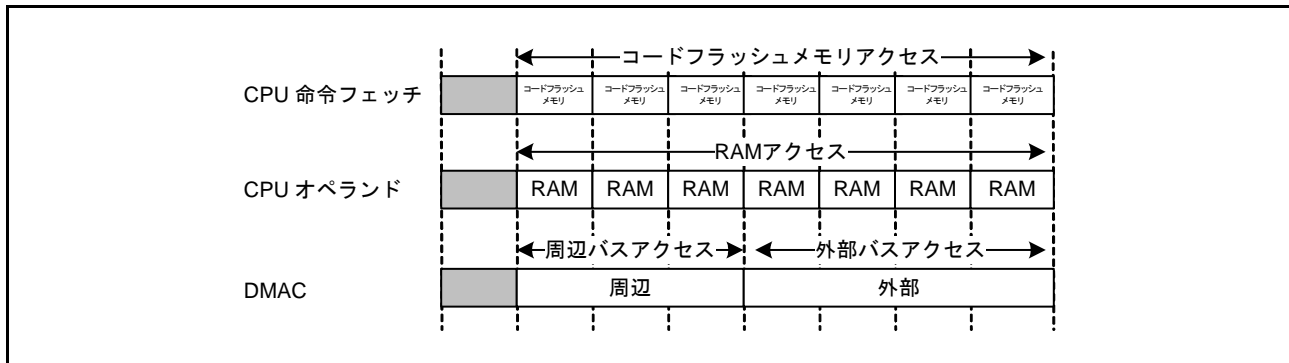 コードフラッシュメモリアクセス
CPU 命令フェッチ
コードフラッシュ
メモリ
コードフラッシュ
メモリ
コードフラッシュ
メモリ
コードフラッシュ
メモリ
コードフラッシュ
メモリ
コードフラッシュ
メモリ
コードフラッシュ
メモリ
RAMアクセス
CPU オペランド
RAM RAM RAM RAM RAM RAM RAM
周辺バスアクセス 外部バスアクセス
DMAC
周辺 外部